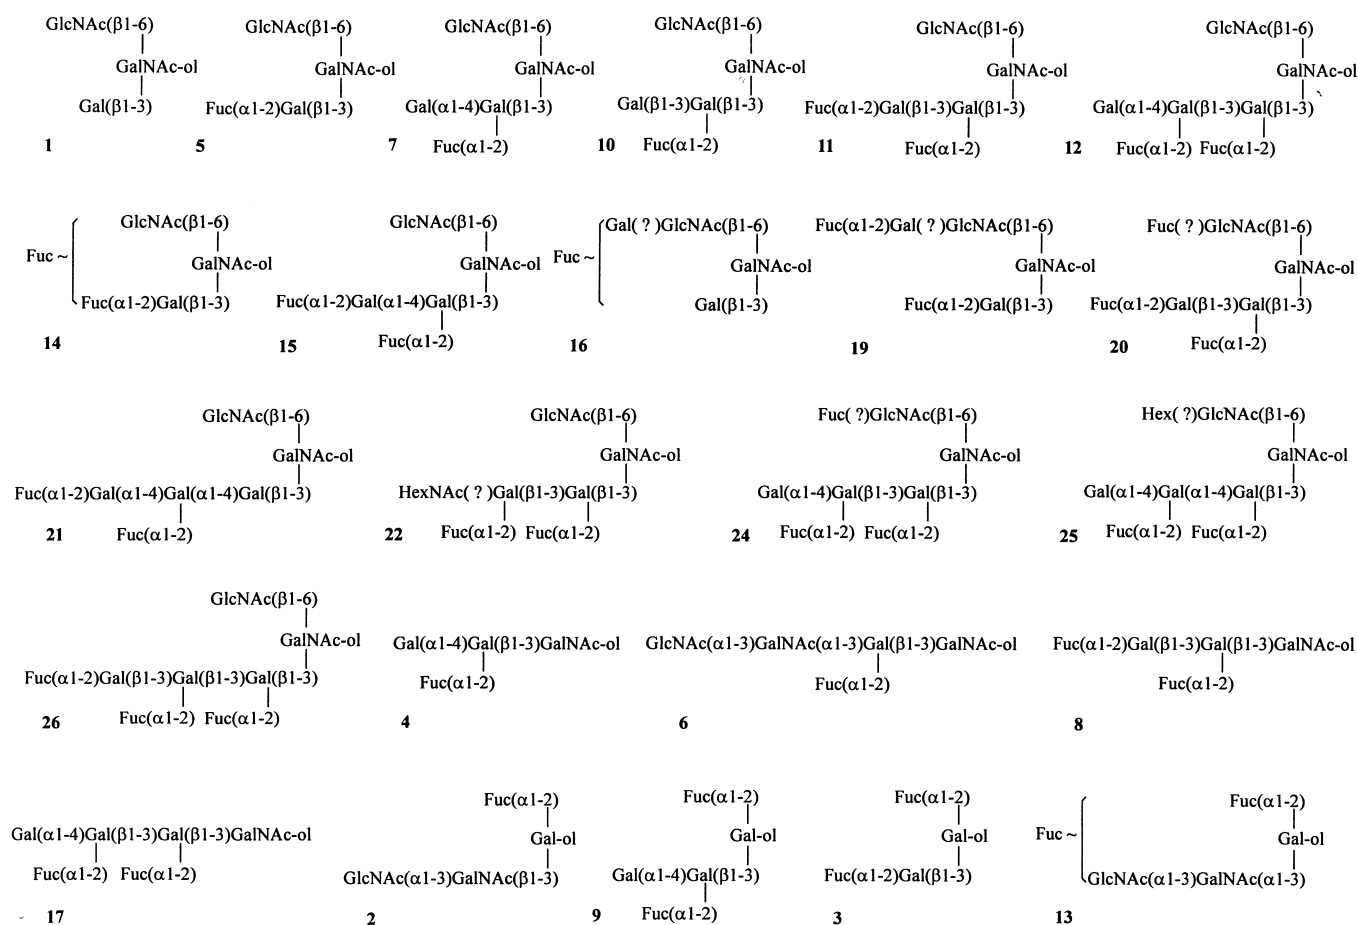 GlcNAc(β1-6) GlcNAc(β1-6) GlcNAc(β1-6) GlcNAc(β1-6) GlcNAc(β1-6) GlcNAc(β1-6)
GalNAc-ol GalNAc-ol GalNAc-ol GalNAc-ol GalNAc-ol GalNAc-ol
Gal(β1-3) Fuc(α1-2)Gal(β1-3) Gal(α1-4)Gal(β1-3) Gal(β1-3)Gal(β1-3) Fuc(α1-2)Gal(β1-3)Gal(β1-3) Gal(α1-4)Gal(β1-3)Gal(β1-3)
1 5 7 Fuc(α1-2) 10 Fuc(α1-2) 11 Fuc(α1-2) 12 Fuc(α1-2) Fuc(α1-2)
GlcNAc(β1-6) GlcNAc(β1-6) Gal(?)GlcNAc(β1-6) Fuc(α1-2)Gal(?)GlcNAc(β1-6) Fuc(?)GlcNAc(β1-6)
Fuc ~ GalNAc-ol GalNAc-ol Fuc ~ GalNAc-ol GalNAc-ol GalNAc-ol
Fuc(α1-2)Gal(β1-3) Fuc(α1-2)Gal(α1-4)Gal(β1-3) Gal(β1-3) Fuc(α1-2)Gal(β1-3) Fuc(α1-2)Gal(β1-3)Gal(β1-3)
14 15 Fuc(α1-2) 16 19 20 Fuc(α1-2)
GlcNAc(β1-6) GlcNAc(β1-6) Fuc(?)GlcNAc(β1-6) Hex(?)GlcNAc(β1-6)
GalNAc-ol GalNAc-ol GalNAc-ol GalNAc-ol
Fuc(α1-2)Gal(α1-4)Gal(α1-4)Gal(β1-3) HexNAc(?)Gal(β1-3)Gal(β1-3) Gal(α1-4)Gal(β1-3)Gal(β1-3) Gal(α1-4)Gal(α1-4)Gal(β1-3)
21 Fuc(α1-2) 22 Fuc(α1-2) Fuc(α1-2) 24 Fuc(α1-2) Fuc(α1-2) 25 Fuc(α1-2) Fuc(α1-2)
GlcNAc(β1-6)
GalNAc-ol Gal(α1-4)Gal(β1-3)GalNAc-ol GlcNAc(α1-3)GalNAc(α1-3)Gal(β1-3)GalNAc-ol Fuc(α1-2)Gal(β1-3)Gal(β1-3)GalNAc-ol
Fuc(α1-2)Gal(β1-3)Gal(β1-3)Gal(β1-3) Fuc(α1-2) Fuc(α1-2) Fuc(α1-2)
26 Fuc(α1-2) Fuc(α1-2) 4 6 8
Fuc(α1-2) Fuc(α1-2) Fuc(α1-2) Fuc(α1-2)
Gal(α1-4)Gal(β1-3)Gal(β1-3)GalNAc-ol Gal-ol Gal-ol Gal-ol Fuc ~ Gal-ol
Fuc(α1-2) Fuc(α1-2) GlcNAc(α1-3)GalNAc(β1-3) Gal(α1-4)Gal(β1-3) Fuc(α1-2)Gal(β1-3) GlcNAc(α1-3)GalNAc(α1-3)
17 2 9 Fuc(α1-2) 3 13